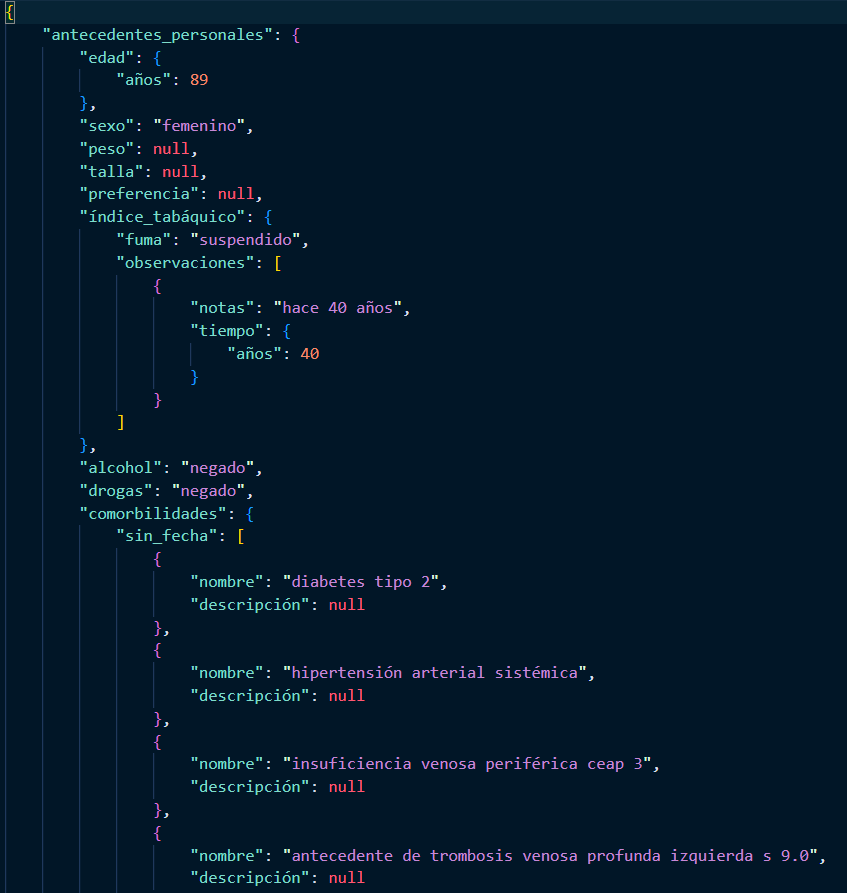 {
    "antecedentes_personales": {
        "edad": {
            "años": 89
        },
        "sexo": "femenino",
        "peso": null,
        "talla": null,
        "preferencia": null,
        "índice_tabáquico": {
            "fuma": "suspendido",
            "observaciones": [
                {
                    "notas": "hace 40 años",
                    "tiempo": {
                        "años": 40
                    }
                }
            ]
        },
        "alcohol": "negado",
        "drogas": "negado",
        "comorbilidades": {
            "sin_fecha": [
                {
                    "nombre": "diabetes tipo 2",
                    "descripción": null
                },
                {
                    "nombre": "hipertensión arterial sistémica",
                    "descripción": null
                },
                {
                    "nombre": "insuficiencia venosa periférica ceap 3",
                    "descripción": null
                },
                {
                    "nombre": "antecedente de trombosis venosa profunda izquierda s 9.0",
                    "descripción": null